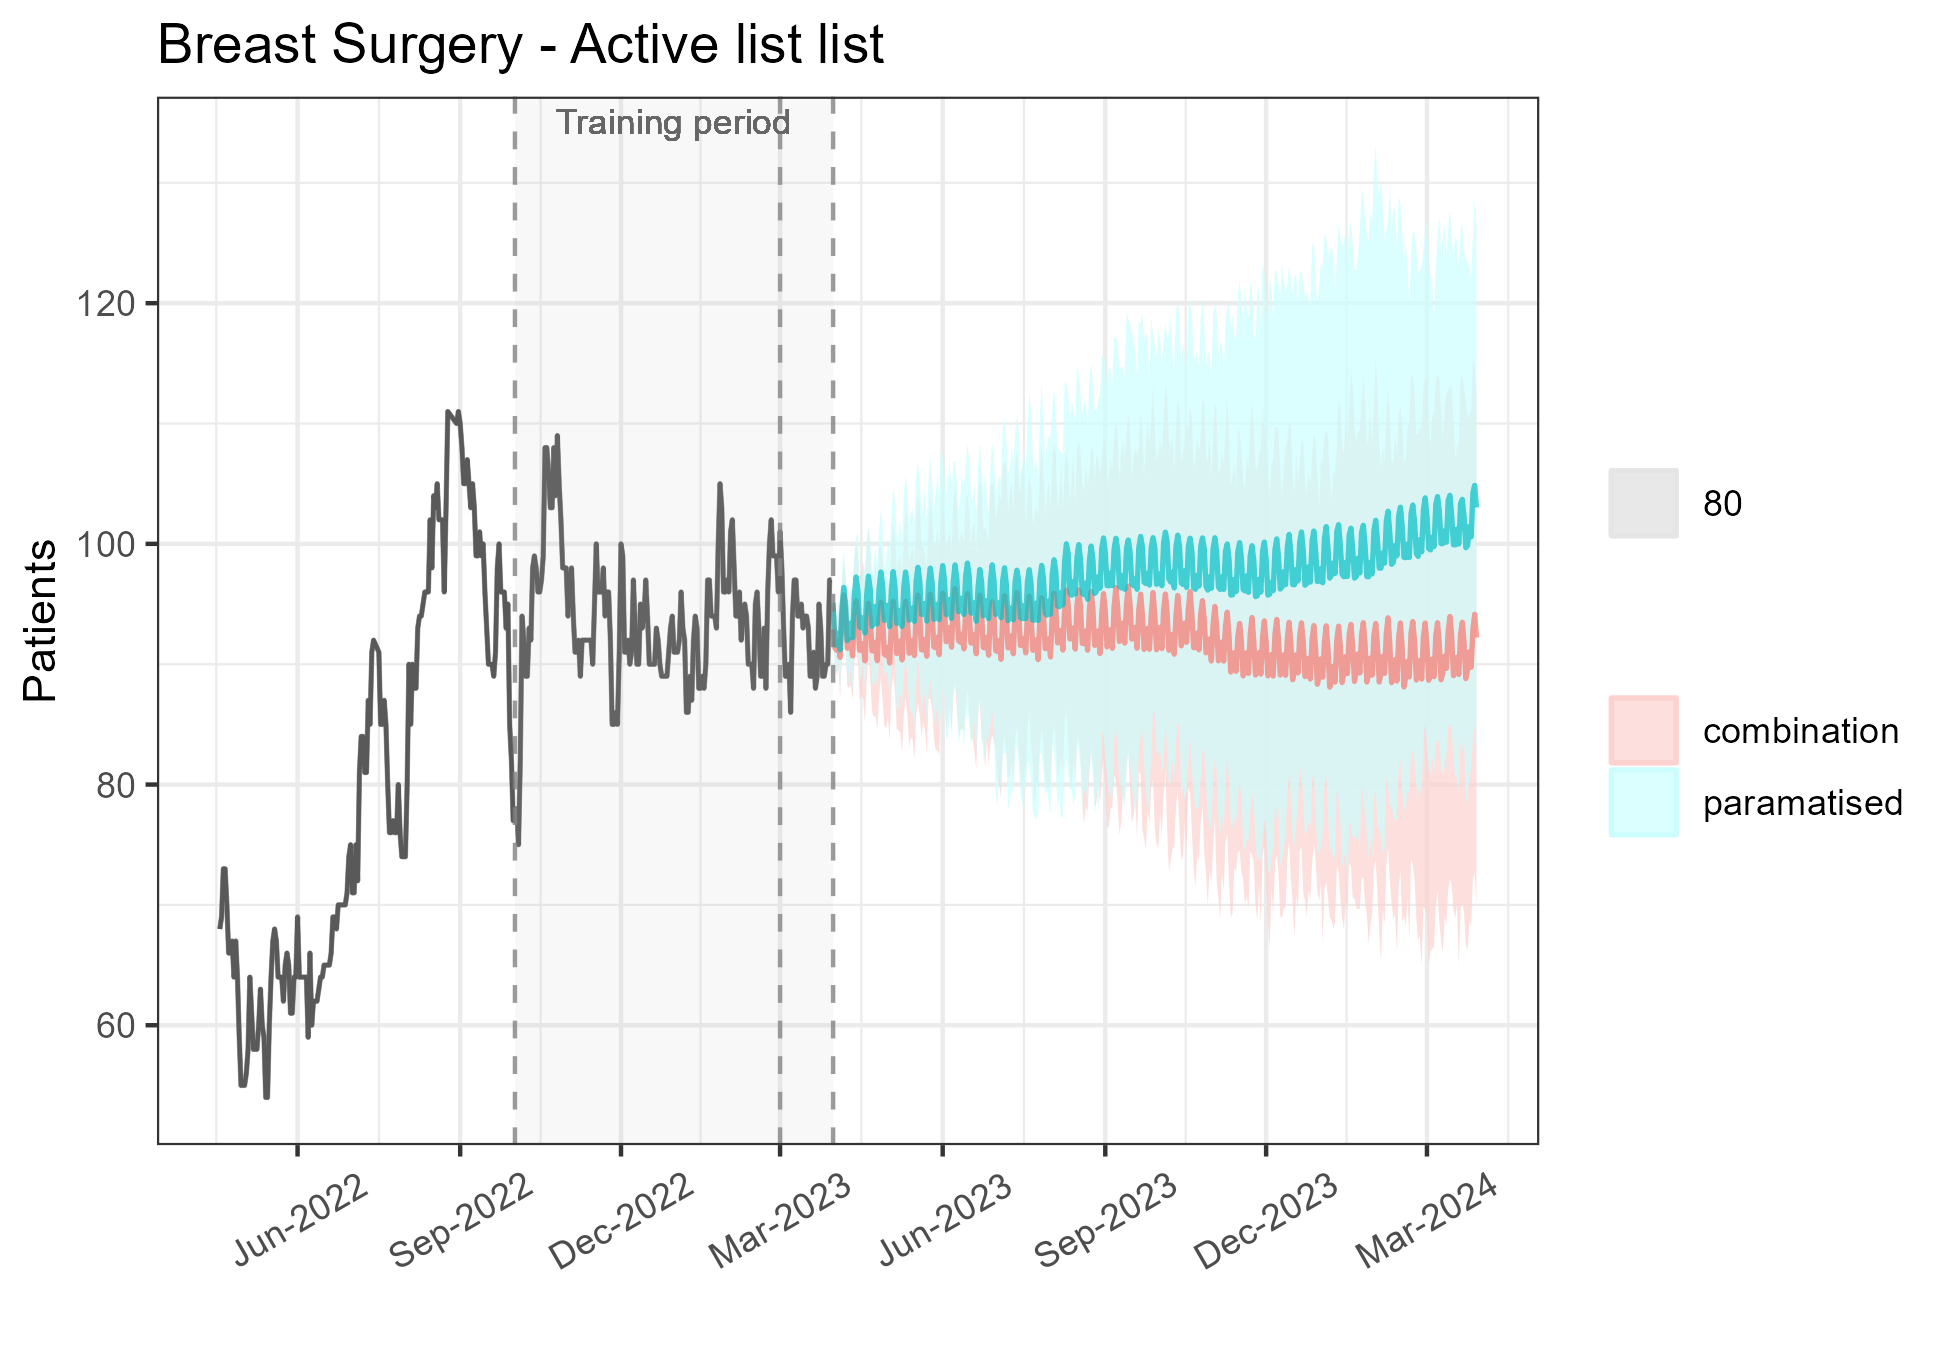 Breast Surgery - Active list list
Training period
Patients
120
100
80
60
Jun-2022
Sep-2022
Dec-2022
Mar-2023
Jun-2023
Sep-2023
Dec-2023
Mar-2024
80
combination
paramatised